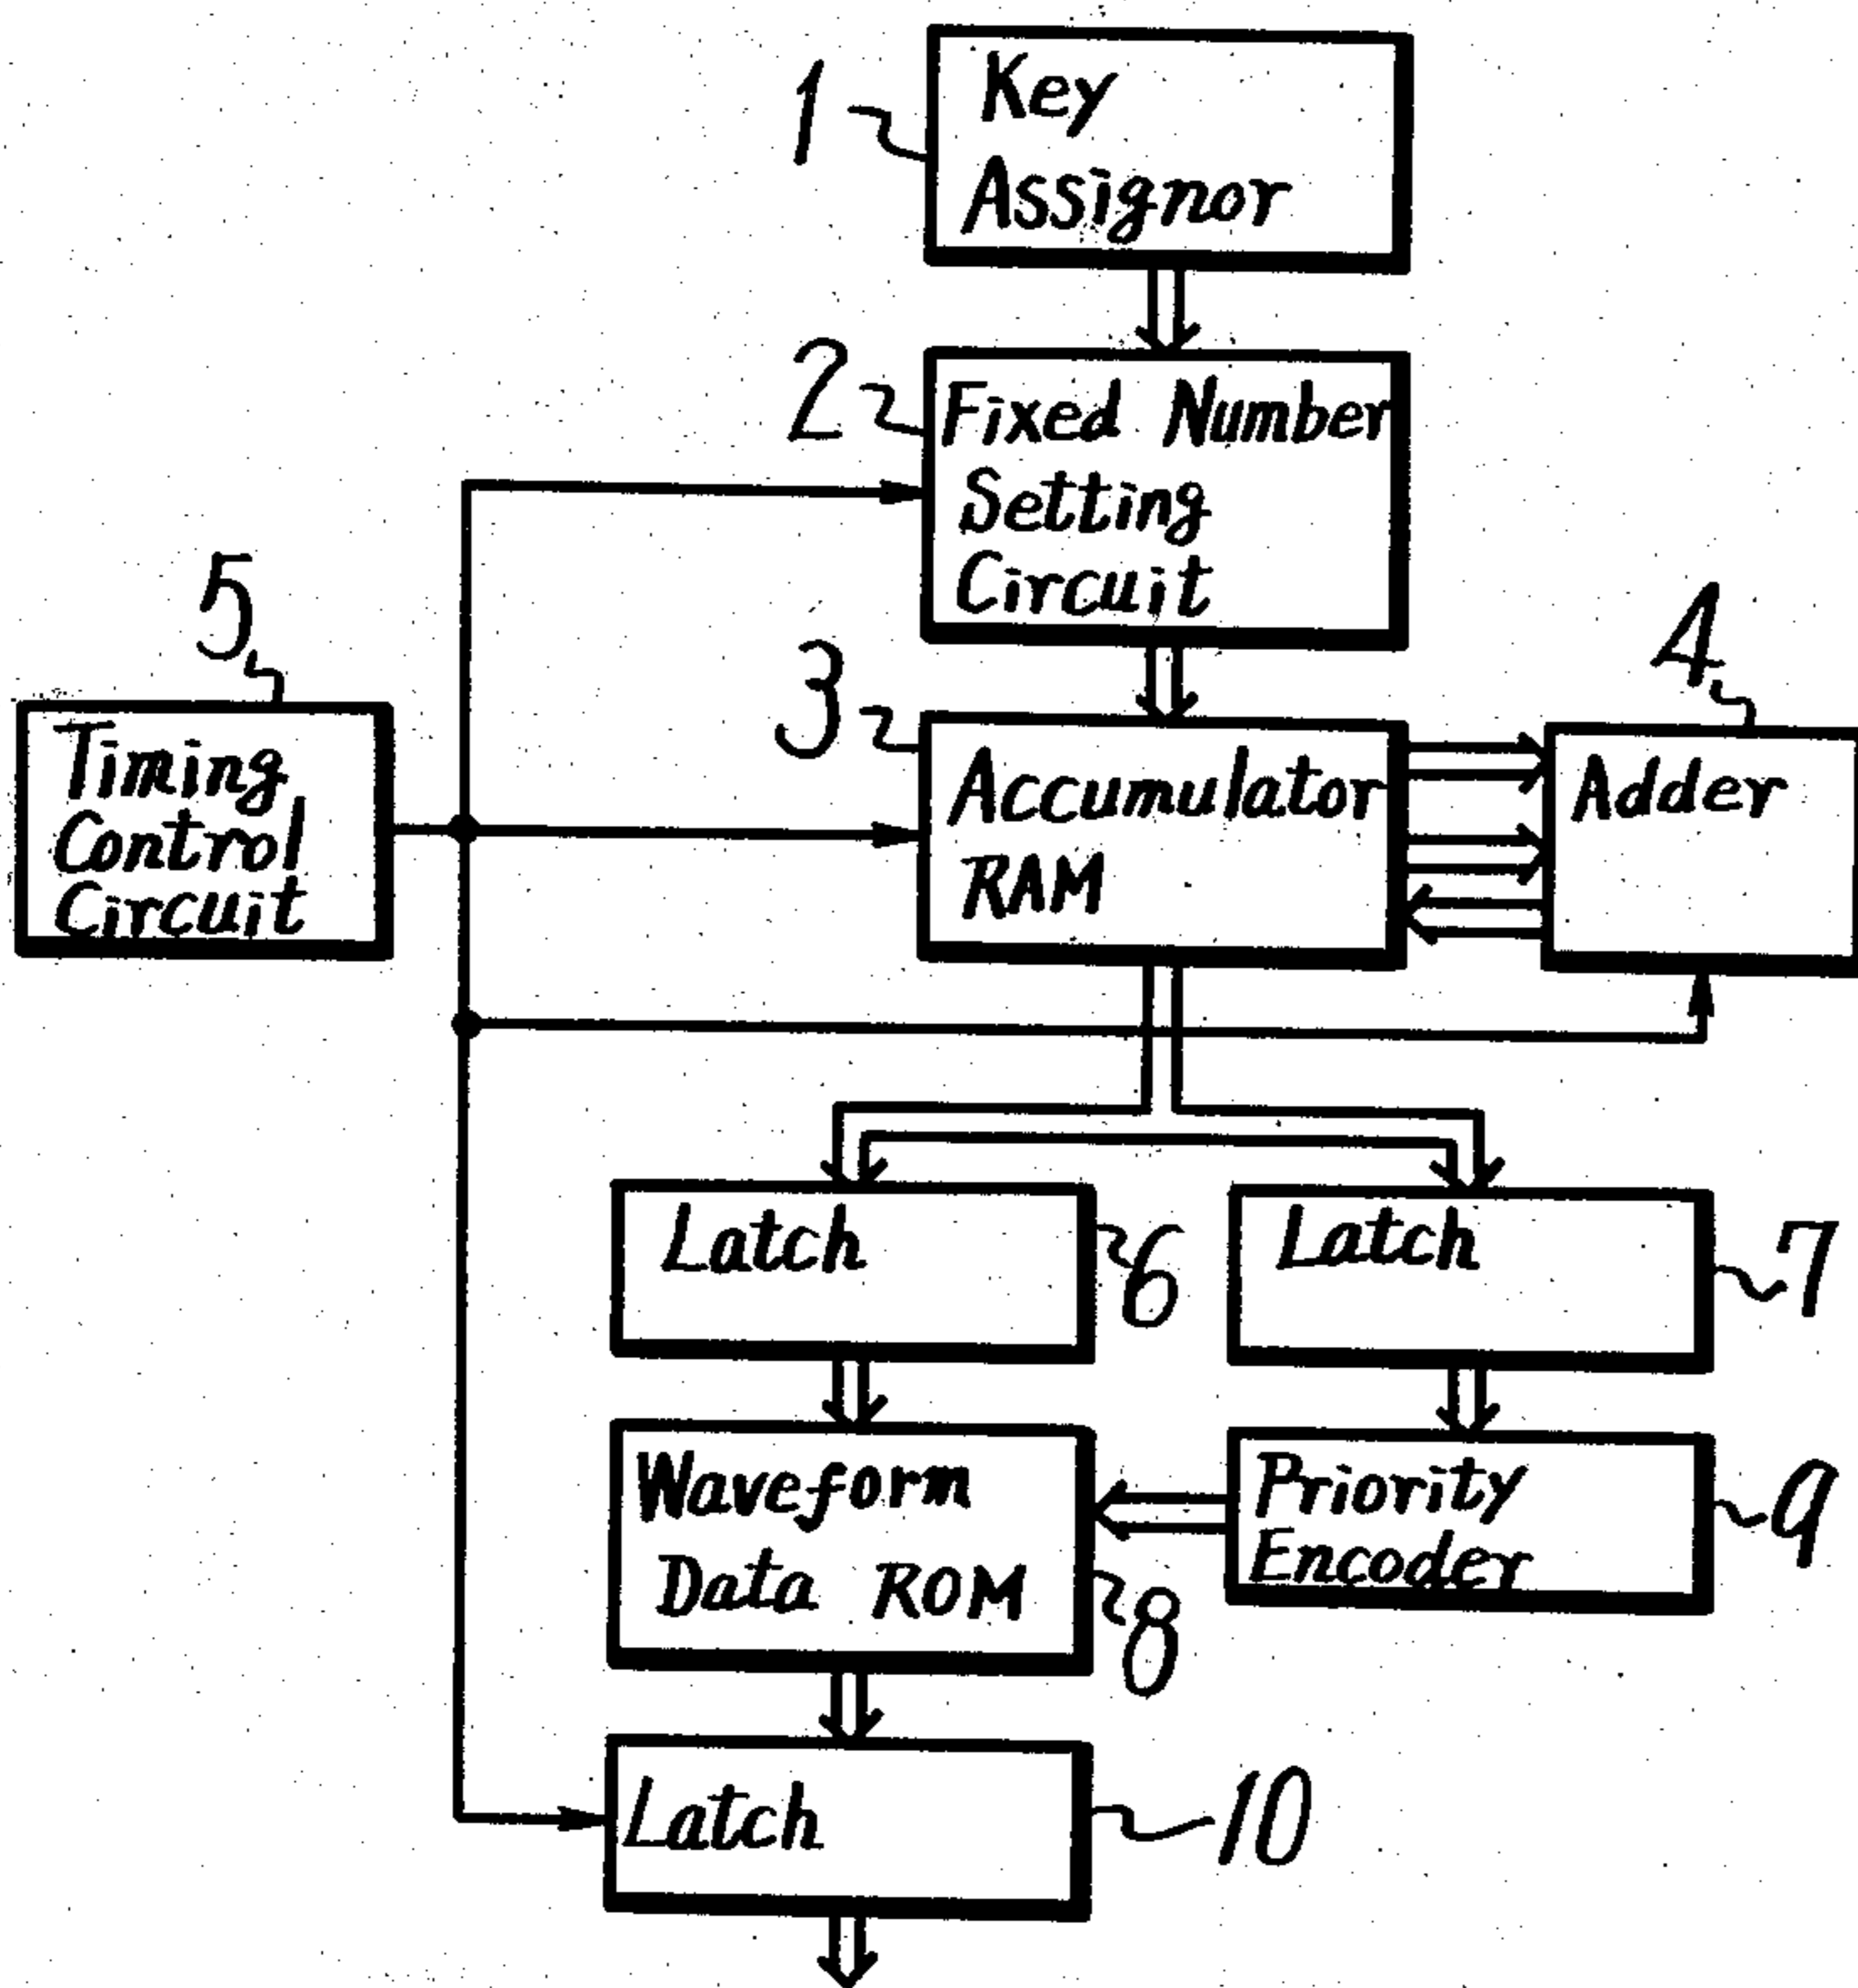 1
Key
Assignor
2
Fixed Number
Setting
Circuit
5
Timing
Control
Circuit
3
Accumulator
RAM
4
Adder
Latch
6
Latch
7
Waveform
Data ROM
8
Priority
Encoder
9
Latch
10